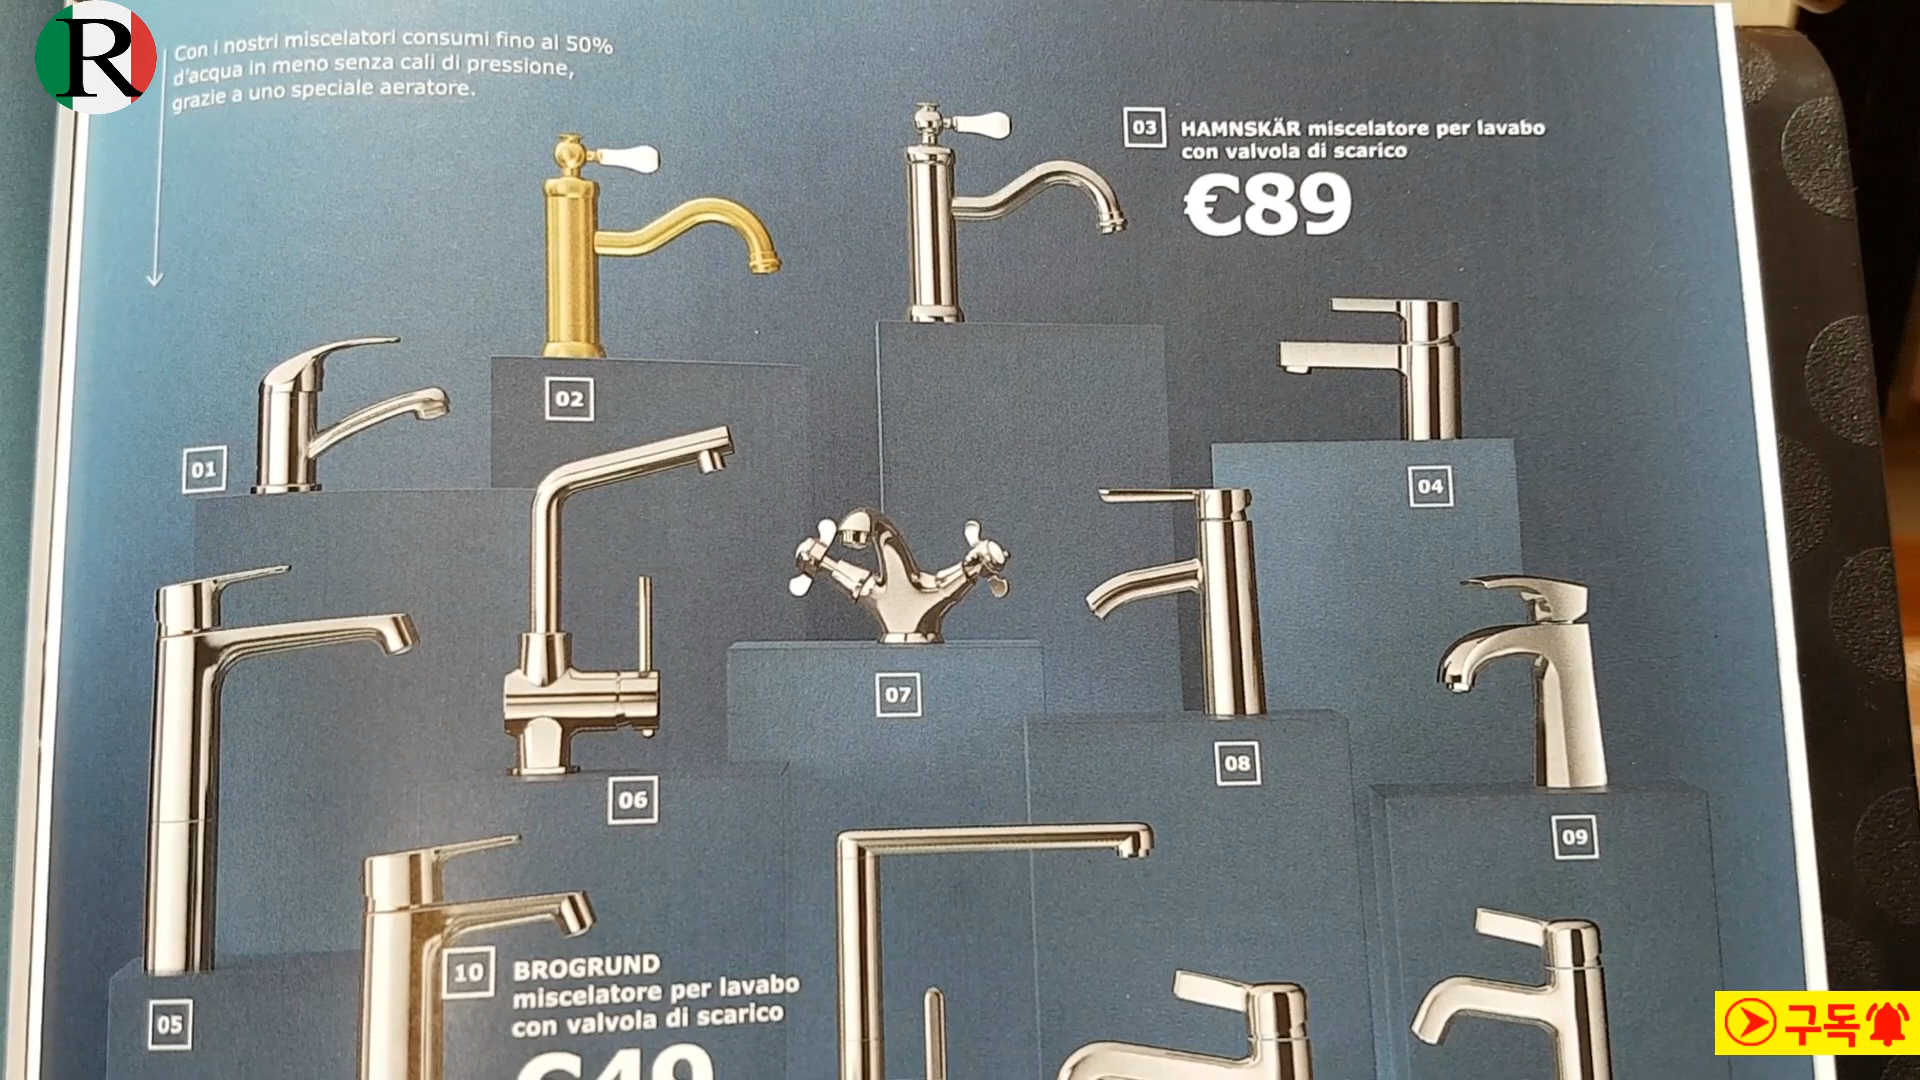 R
Con i nostri miscelatori consumi fino al 50%
d'acqua in meno senza cali di pressione,
grazie a uno speciale aeratore.
03 HAMNSKÄR miscelatore per lavabo
con valvola di scarico
€89
02
01
04
07
08
06
09
10 BROGRUND
miscelatore per lavabo
con valvola di scarico
€49
05
구독